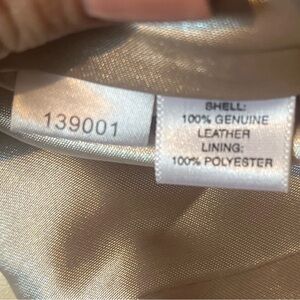 139001
SHELL:
100% GENUINE
LEATHER
LINING:
100% POLYESTER